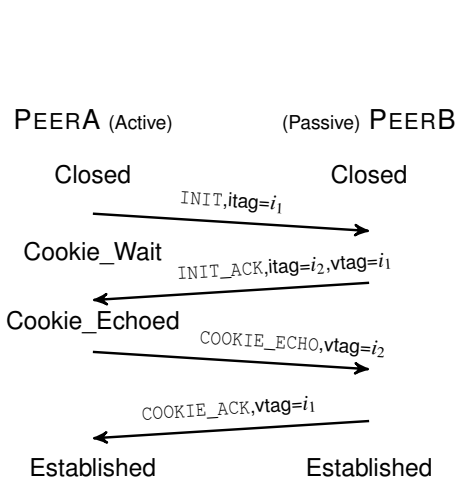 PEERA (Active) (Passive) PEERB
Closed Closed
INIT,itag=i₁
Cookie_Wait
INIT_ACK,itag=i₂,vtag=i₁
Cookie_Echoed
COOKIE_ECHO,vtag=i₂
COOKIE_ACK,vtag=i₁
Established Established